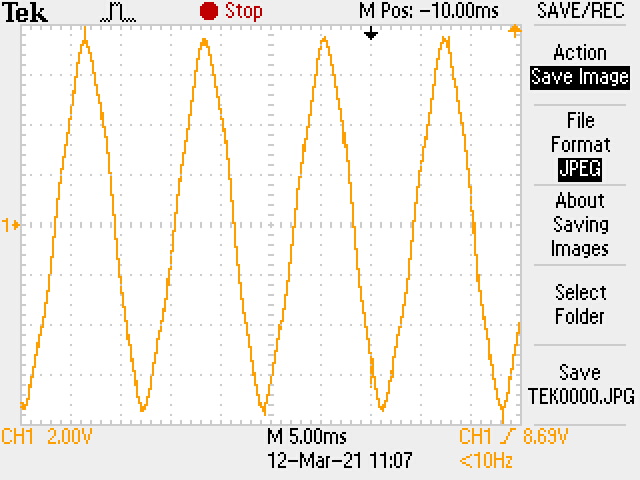 Tek Stop M Pos: -10.00ms SAVE/REC
Action
Save Image
File
Format
JPEG
About
Saving
Images
Select
Folder
Save
TEK0000.JPG
1
CH1 2.00V M 5.00ms CH1 8.69V
12-Mar-21 11:07 <10Hz